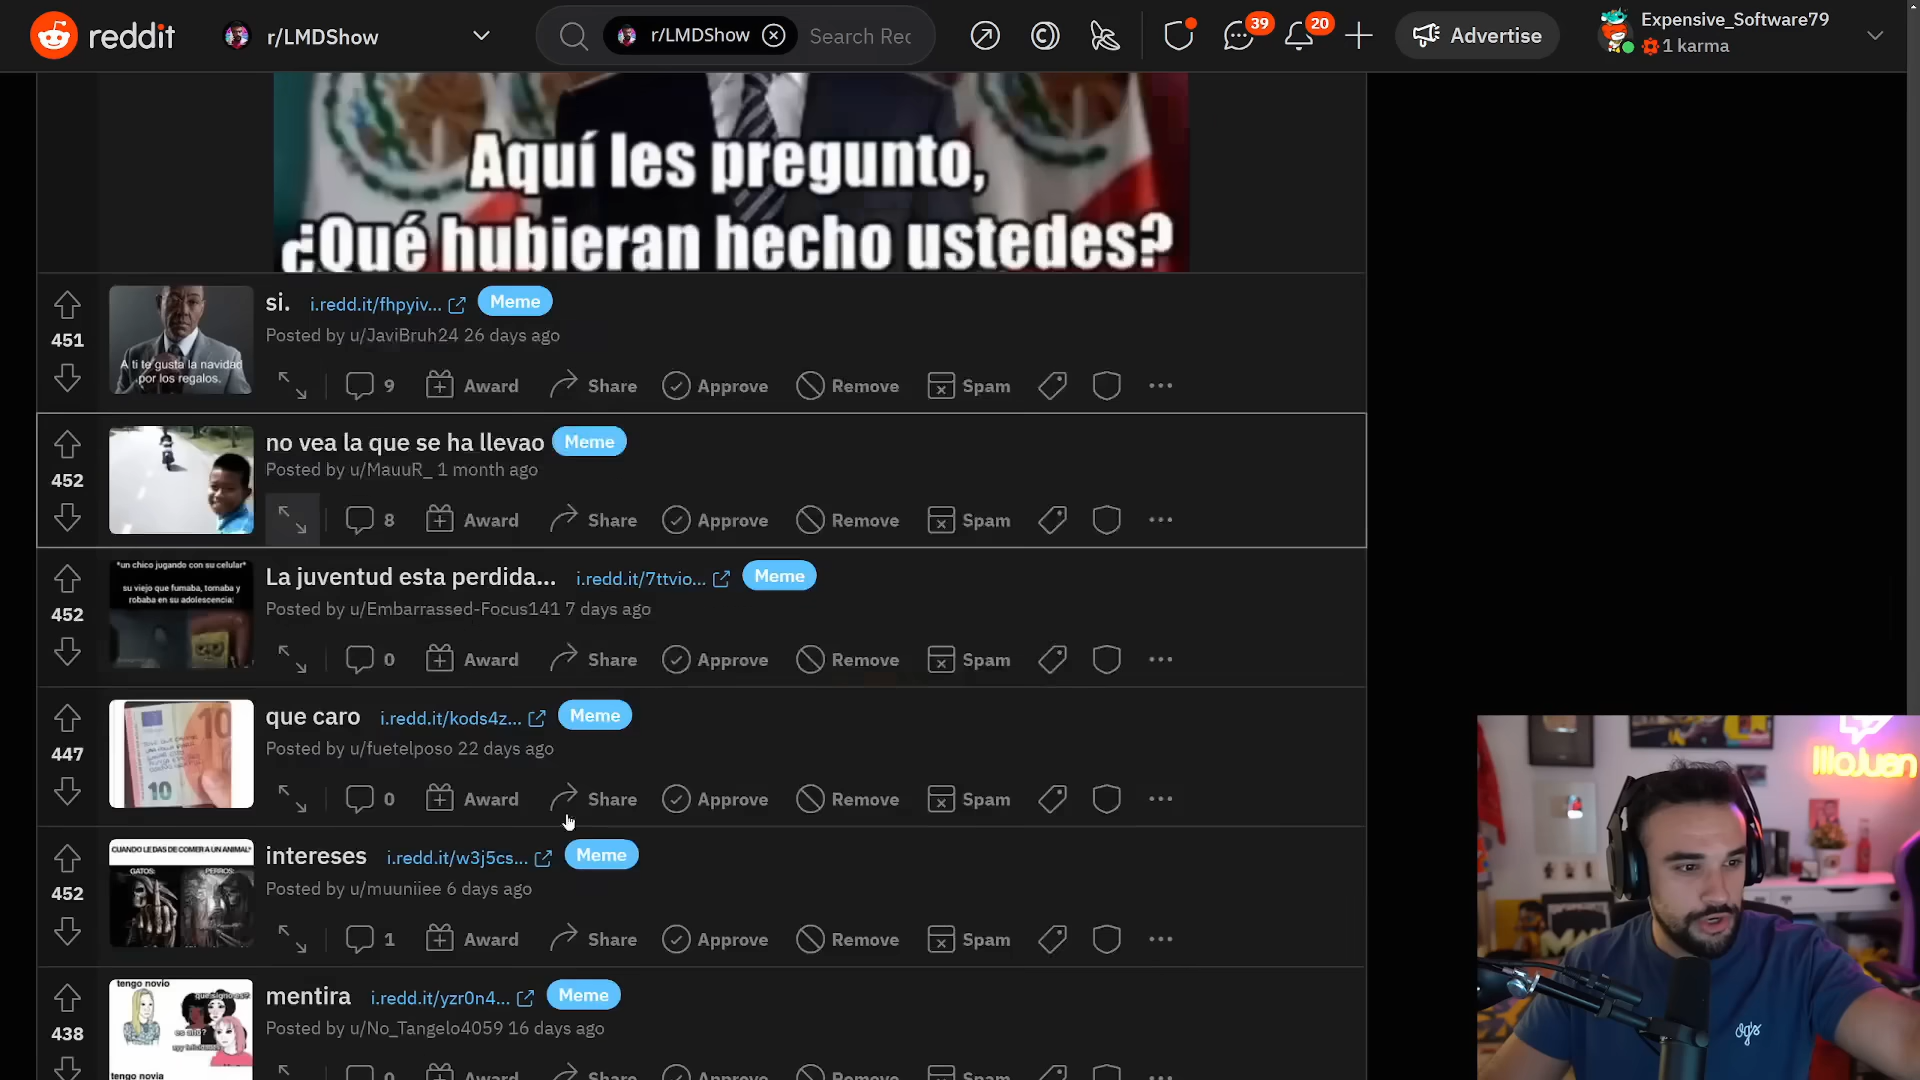 reddit
r/LMDShow
r/LMDShow
Search Rec
39
20
Advertise
Expensive_Software79
1 karma
Aquí les pregunto,
¿Qué hubieran hecho ustedes?
451
A ti te gusta la navidad
por los regalos.
si. i.redd.it/fhpyiv... Meme
Posted by u/JaviBruh24 26 days ago
9 Award Share Approve Remove Spam
452
no vea la que se ha llevao Meme
Posted by u/MauuR_ 1 month ago
8 Award Share Approve Remove Spam
452
*un chico jugando con su celular*
su viejo que fumaba, tomaba y
robaba en su adolescencia:
La juventud esta perdida... i.redd.it/7ttvio... Meme
Posted by u/Embarrassed-Focus141 7 days ago
0 Award Share Approve Remove Spam
447
10
10
que caro i.redd.it/kods4z... Meme
Posted by u/fuetelposo 22 days ago
0 Award Share Approve Remove Spam
452
CUANDO LE DAS DE COMER A UN ANIMAL*
GATOS: PERROS:
intereses i.redd.it/w3j5cs... Meme
Posted by u/muuniiee 6 days ago
1 Award Share Approve Remove Spam
438
tengo novio
tengo novia
mentira i.redd.it/yzr0n4... Meme
Posted by u/No_Tangelo4059 16 days ago
0 Award Share Approve Remove Spam
IlloJuan